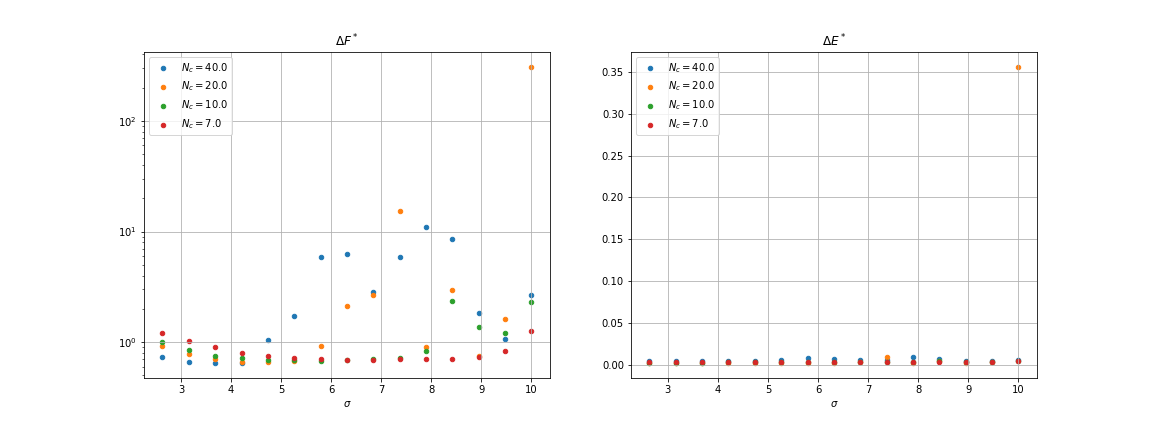 ΔF*
N_c = 40.0
N_c = 20.0
N_c = 10.0
N_c = 7.0
10²
10¹
10⁰
3 4 5 6 7 8 9 10
σ
ΔE*
N_c = 40.0
N_c = 20.0
N_c = 10.0
N_c = 7.0
0.35
0.30
0.25
0.20
0.15
0.10
0.05
0.00
3 4 5 6 7 8 9 10
σ